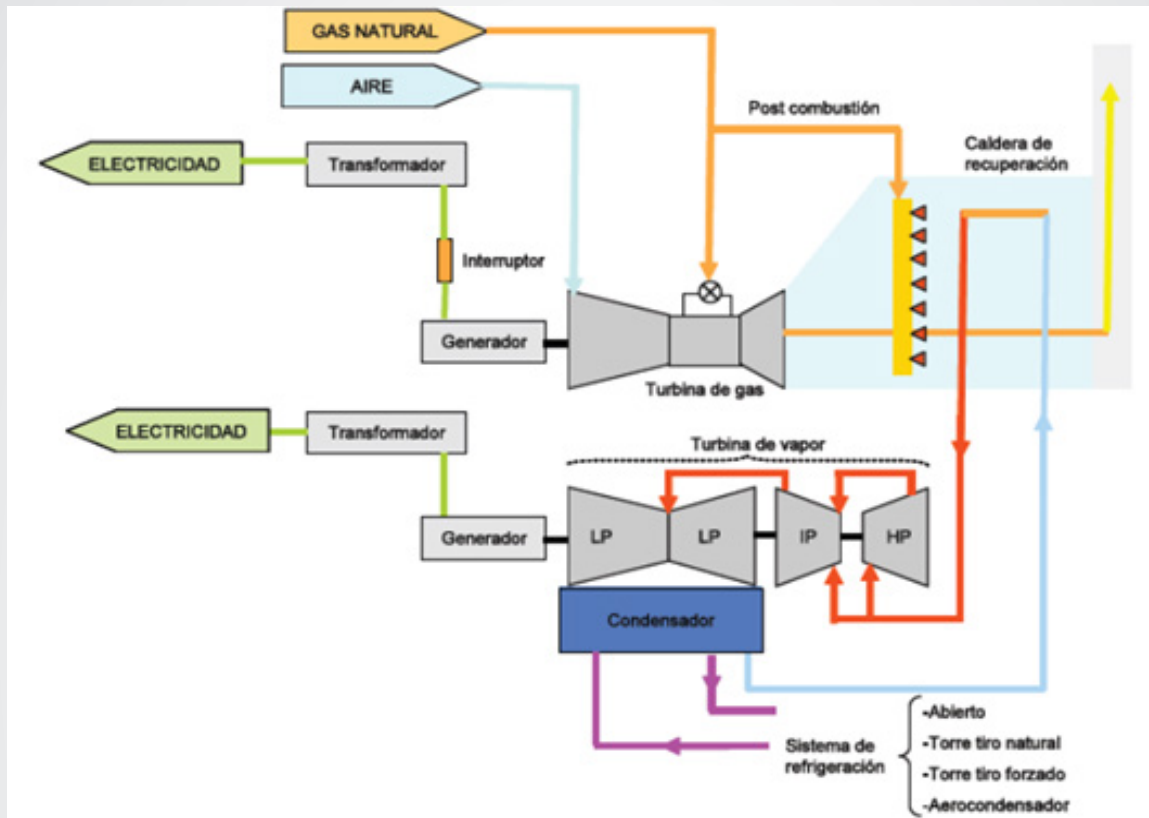 GAS NATURAL
AIRE
Post combustión
Caldera de
recuperación
ELECTRICIDAD
Transformador
Interruptor
Generador
Turbina de gas
ELECTRICIDAD
Transformador
Turbina de vapor
Generador
LP
LP
IP
HP
Condensador
Sistema de
refrigeración
-Abierto
-Torre tiro natural
-Torre tiro forzado
-Aerocondensador